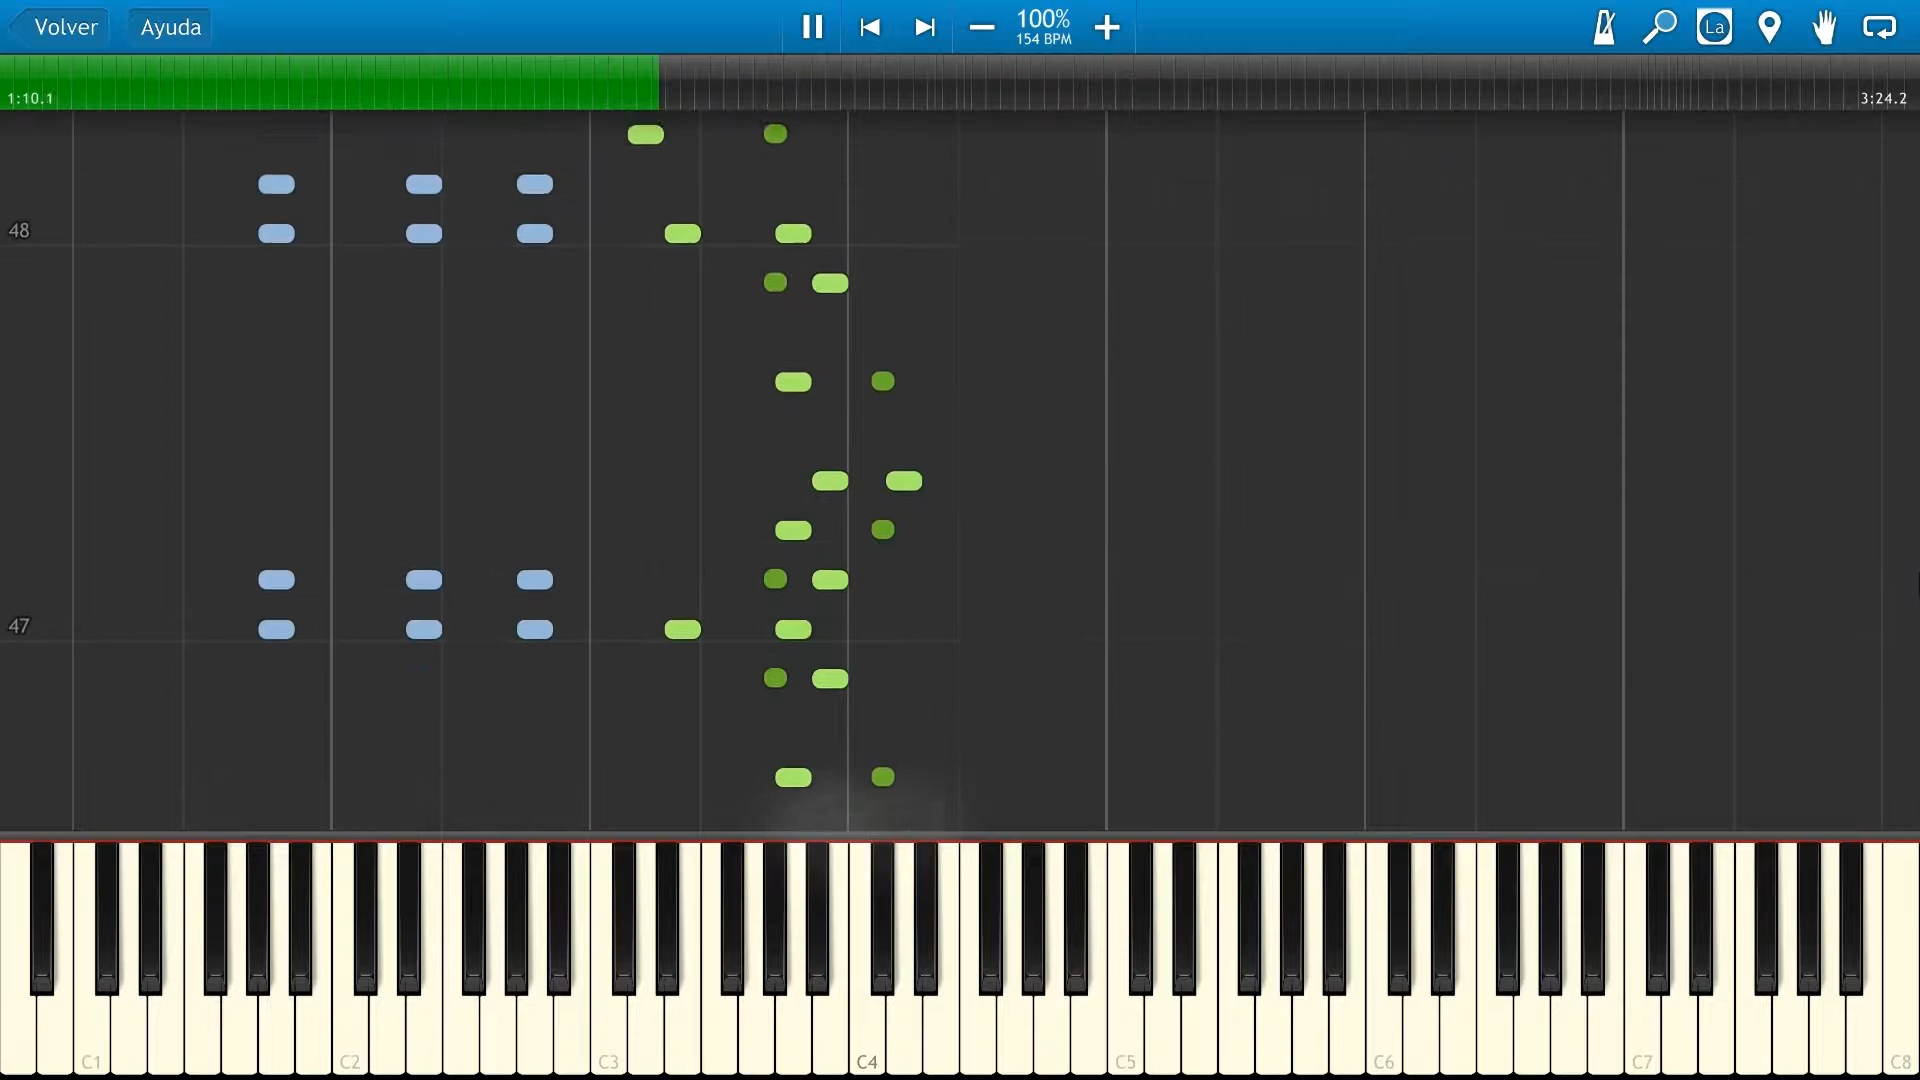 Volver
Ayuda
100%
154 BPM
La
1:10.1
3:24.2
48
47
C1
C2
C3
C4
C5
C6
C7
C8